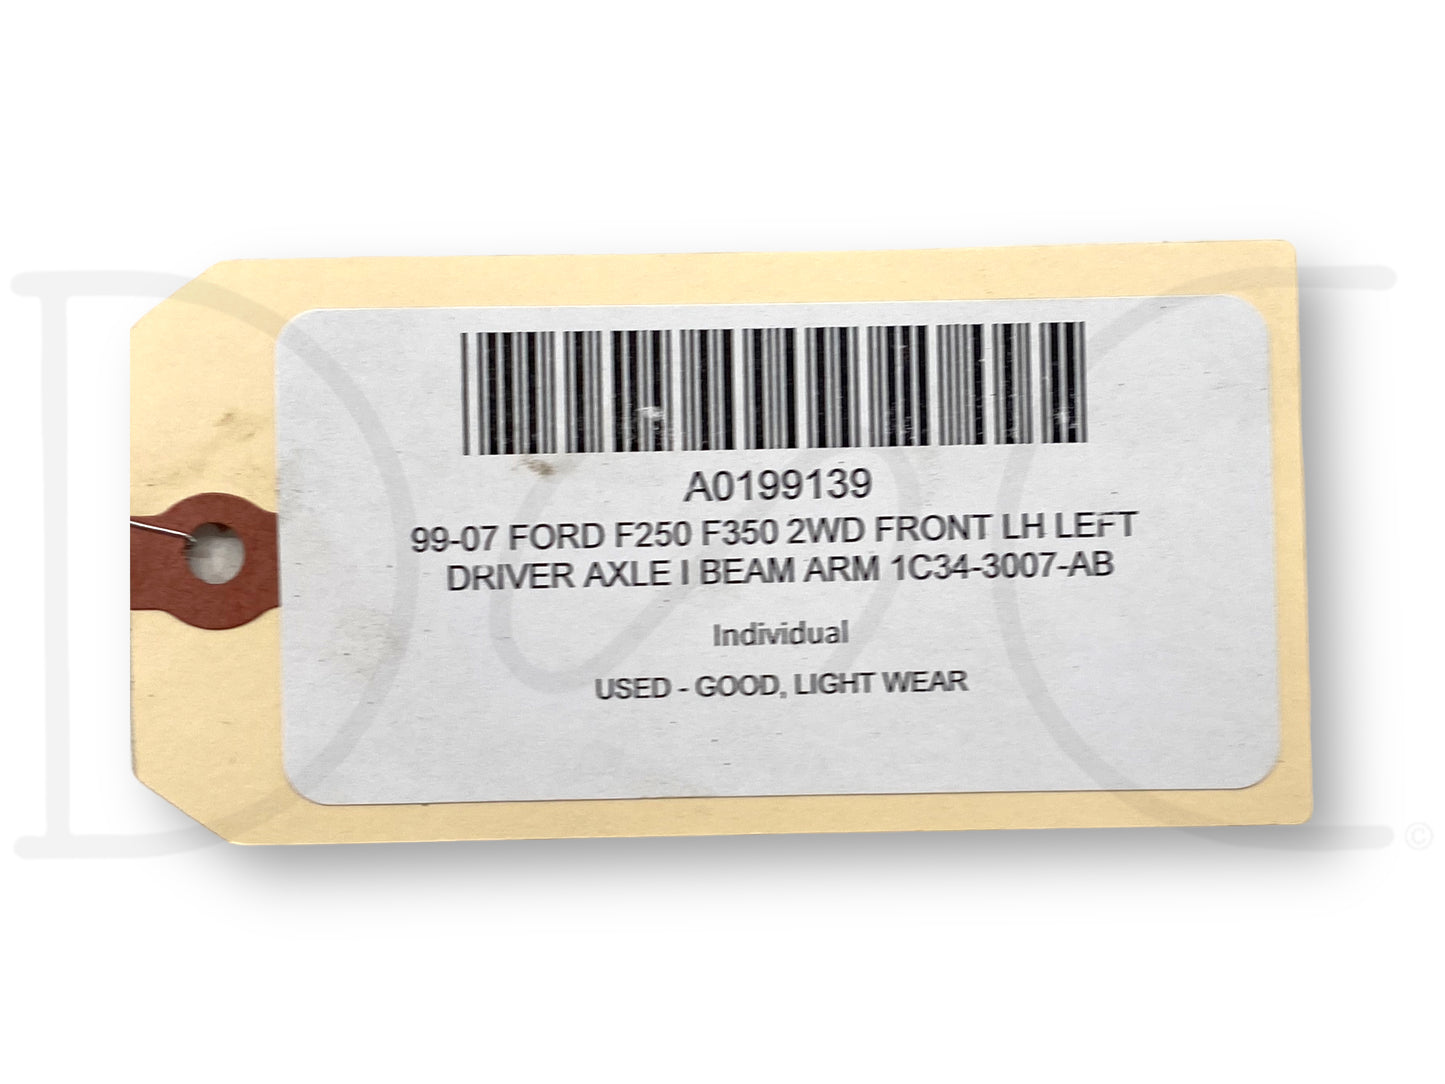 A0199139
99-07 FORD F250 F350 2WD FRONT LH LEFT
DRIVER AXLE I BEAM ARM 1C34-3007-AB
Individual
USED - GOOD, LIGHT WEAR
D C
©